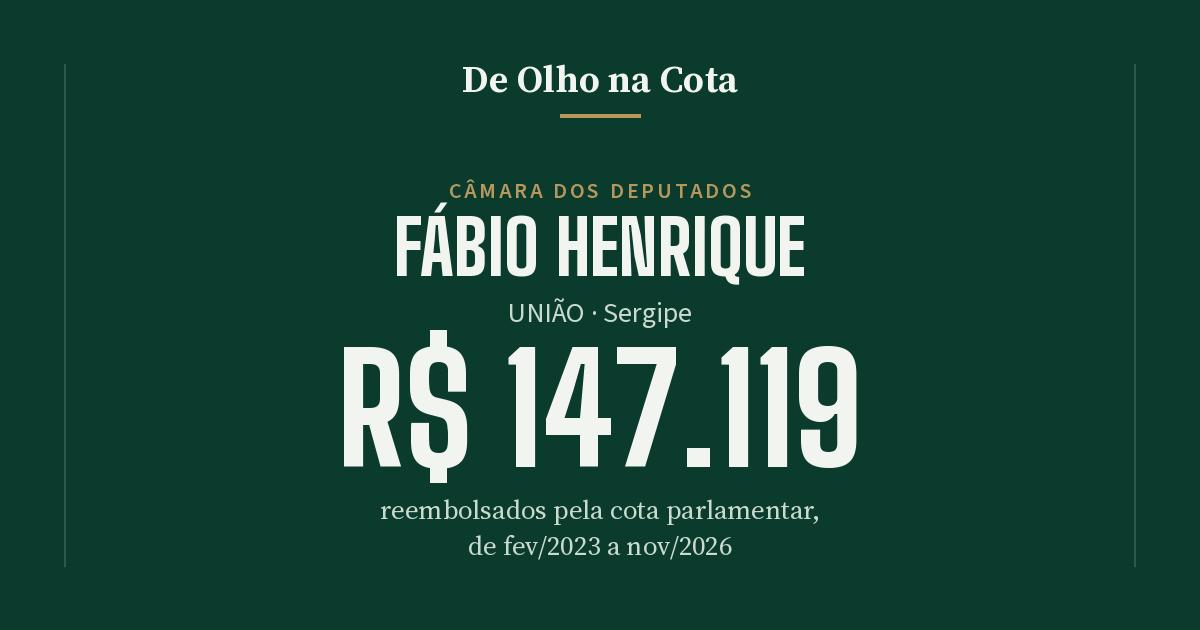 De Olho na Cota
CÂMARA DOS DEPUTADOS
FÁBIO HENRIQUE
UNIÃO · Sergipe
R$ 147.119
reembolsados pela cota parlamentar,
de fev/2023 a nov/2026